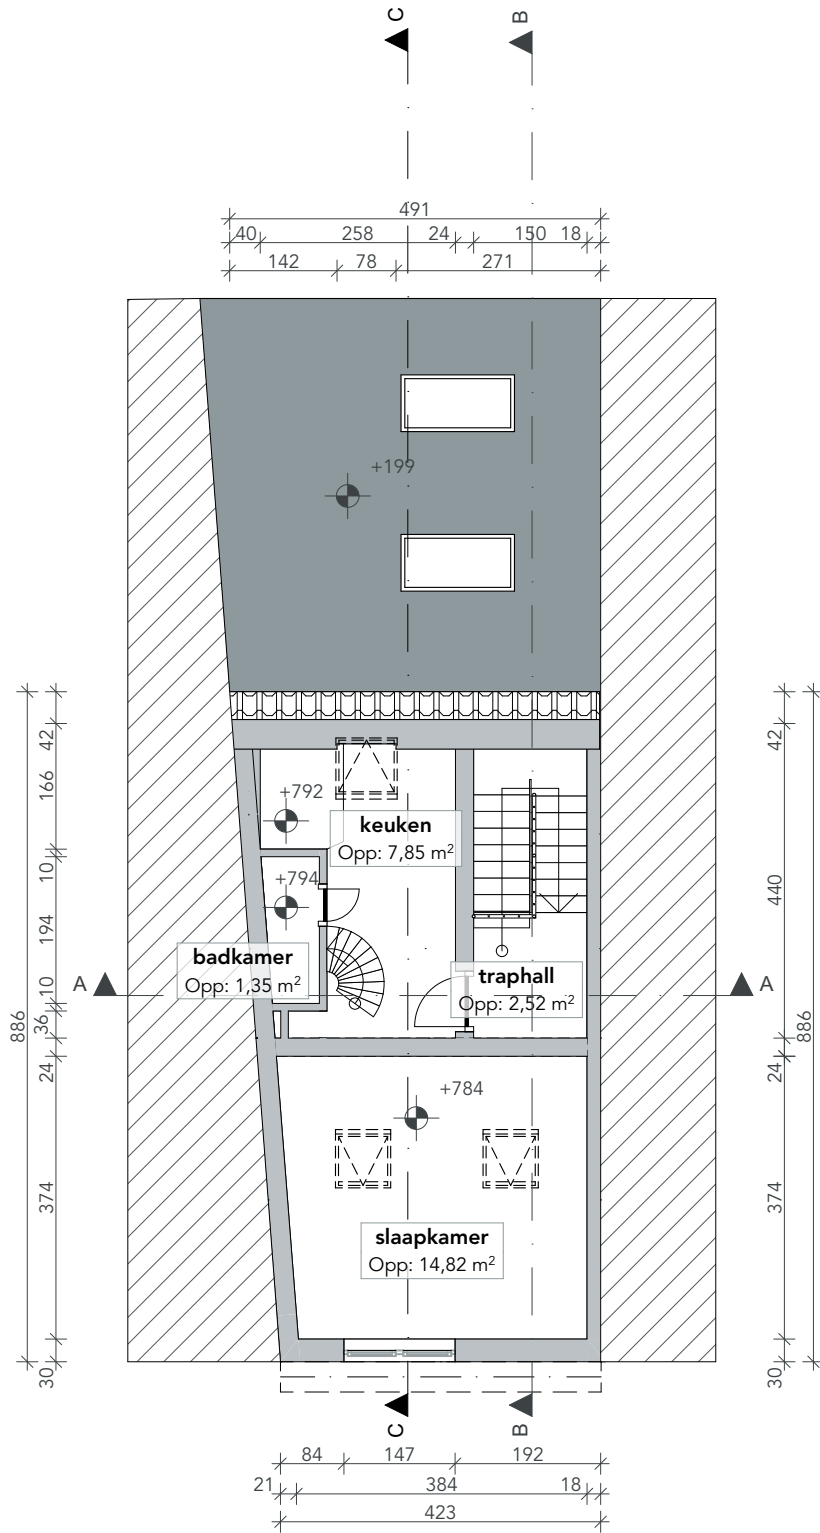 C
B
491
40 258 24 150 18
142 78 271
+199
42
166
10
194
10
36
24
374
30
886
42
440
24
374
30
886
+792
keuken
Opp: 7,85 m²
+794
badkamer
Opp: 1,35 m²
traphall
Opp: 2,52 m²
A
A
+784
slaapkamer
Opp: 14,82 m²
C
B
84 147 192
21 384 18
423